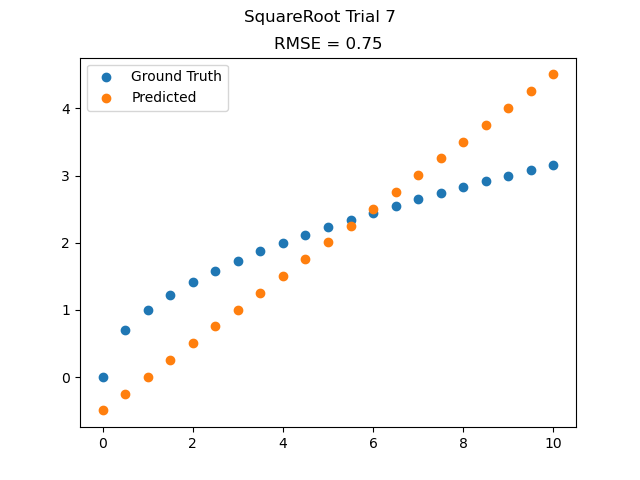 SquareRoot Trial 7
RMSE = 0.75
Ground Truth
Predicted
4
3
2
1
0
0 2 4 6 8 10